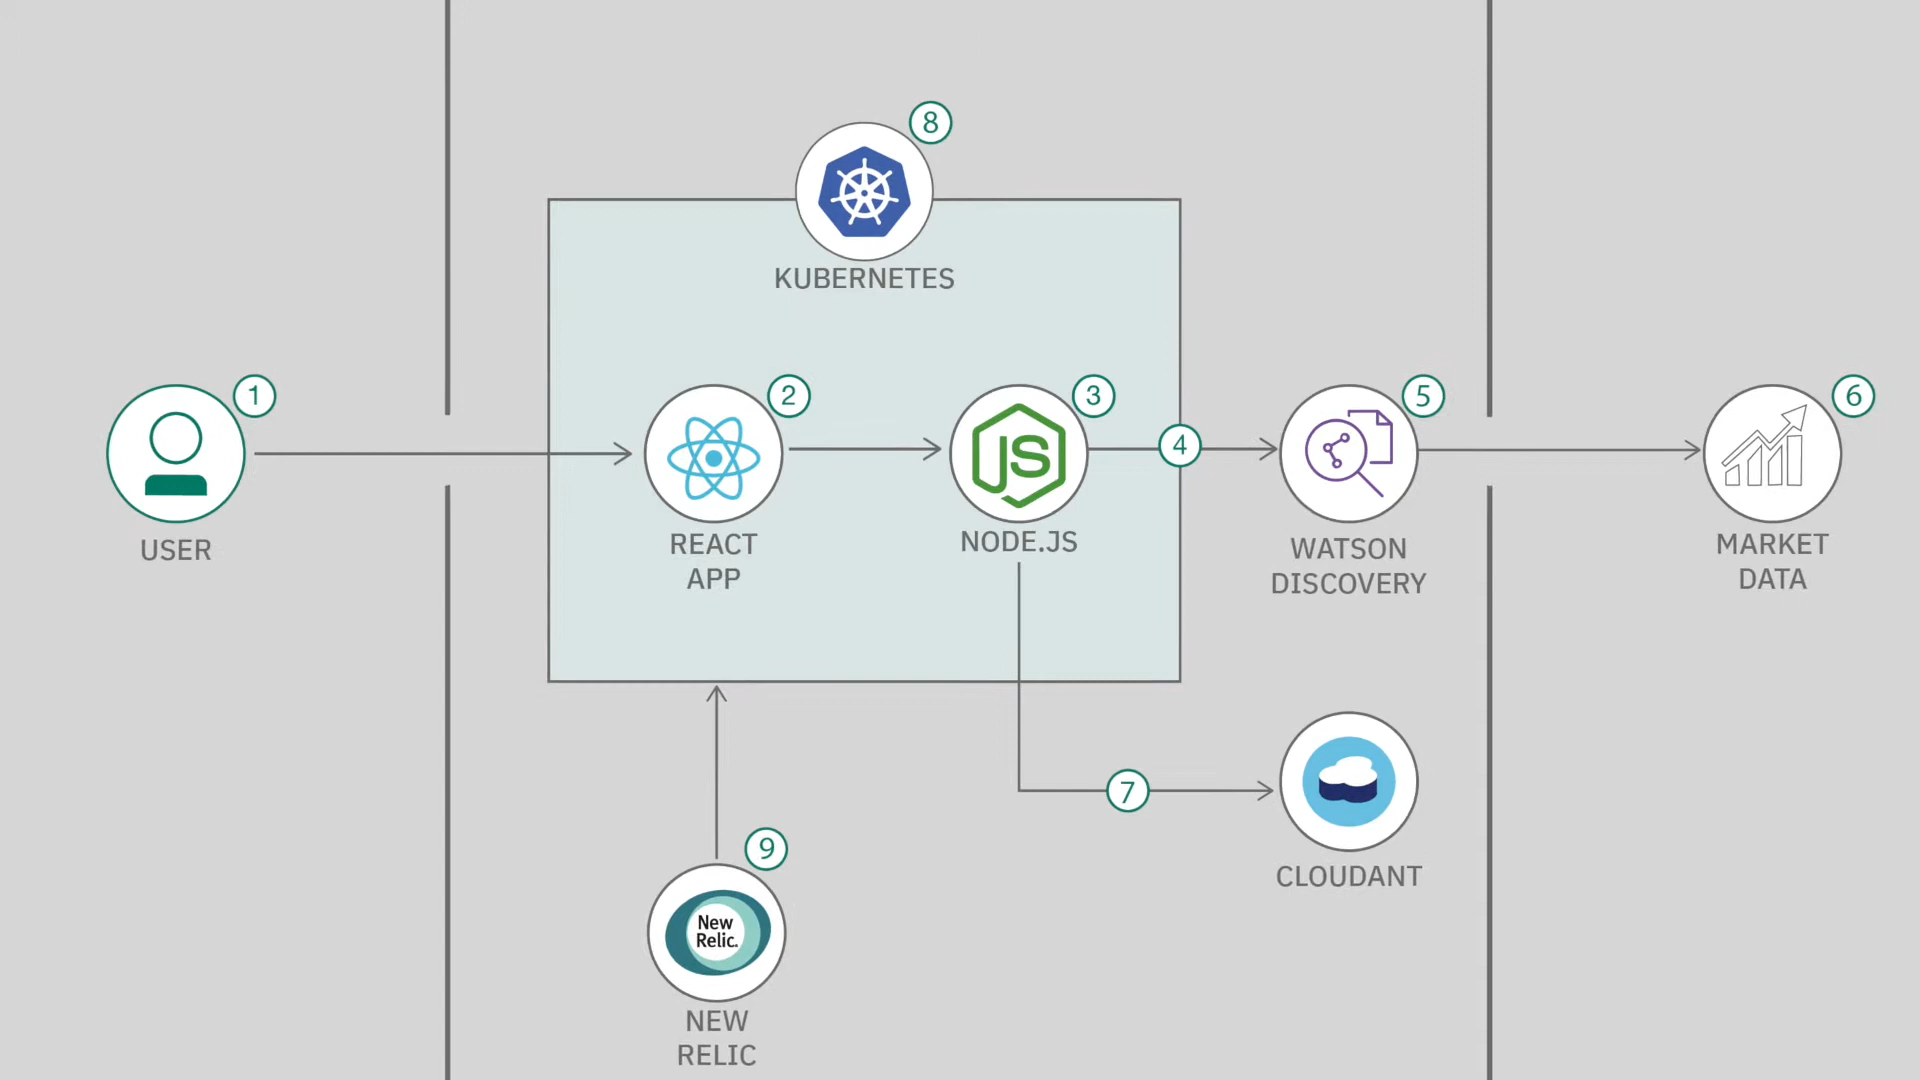 8
KUBERNETES
1
USER
2
REACT
APP
3
JS
NODE.JS
4
5
WATSON
DISCOVERY
6
MARKET
DATA
7
CLOUDANT
9
New
Relic.
NEW
RELIC